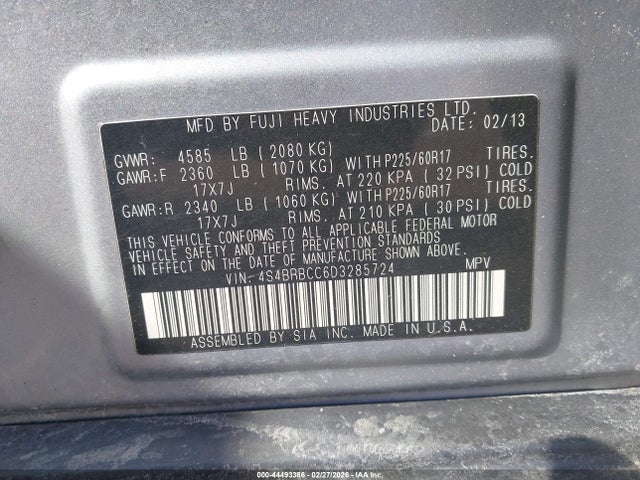 MFD BY FUJI HEAVY INDUSTRIES LTD.
DATE: 02/13
GVWR: 4585 LB ( 2080 KG)
GAWR:F 2360 LB ( 1070 KG) WITH P225/60R17 TIRES.
17X7J RIMS. AT 220 KPA ( 32 PSI) COLD
GAWR:R 2340 LB ( 1060 KG) WITH P225/60R17 TIRES.
17X7J RIMS. AT 210 KPA ( 30 PSI) COLD
THIS VEHICLE CONFORMS TO ALL APPLICABLE FEDERAL MOTOR
VEHICLE SAFETY AND THEFT PREVENTION STANDARDS
IN EFFECT ON THE DATE OF MANUFACTURE SHOWN ABOVE.
VIN:-4S4BRBCC6D3285724 MPV
ASSEMBLED BY SIA INC. MADE IN U.S.A.
000-44493386 - 02/27/2026 - IAAI.COM